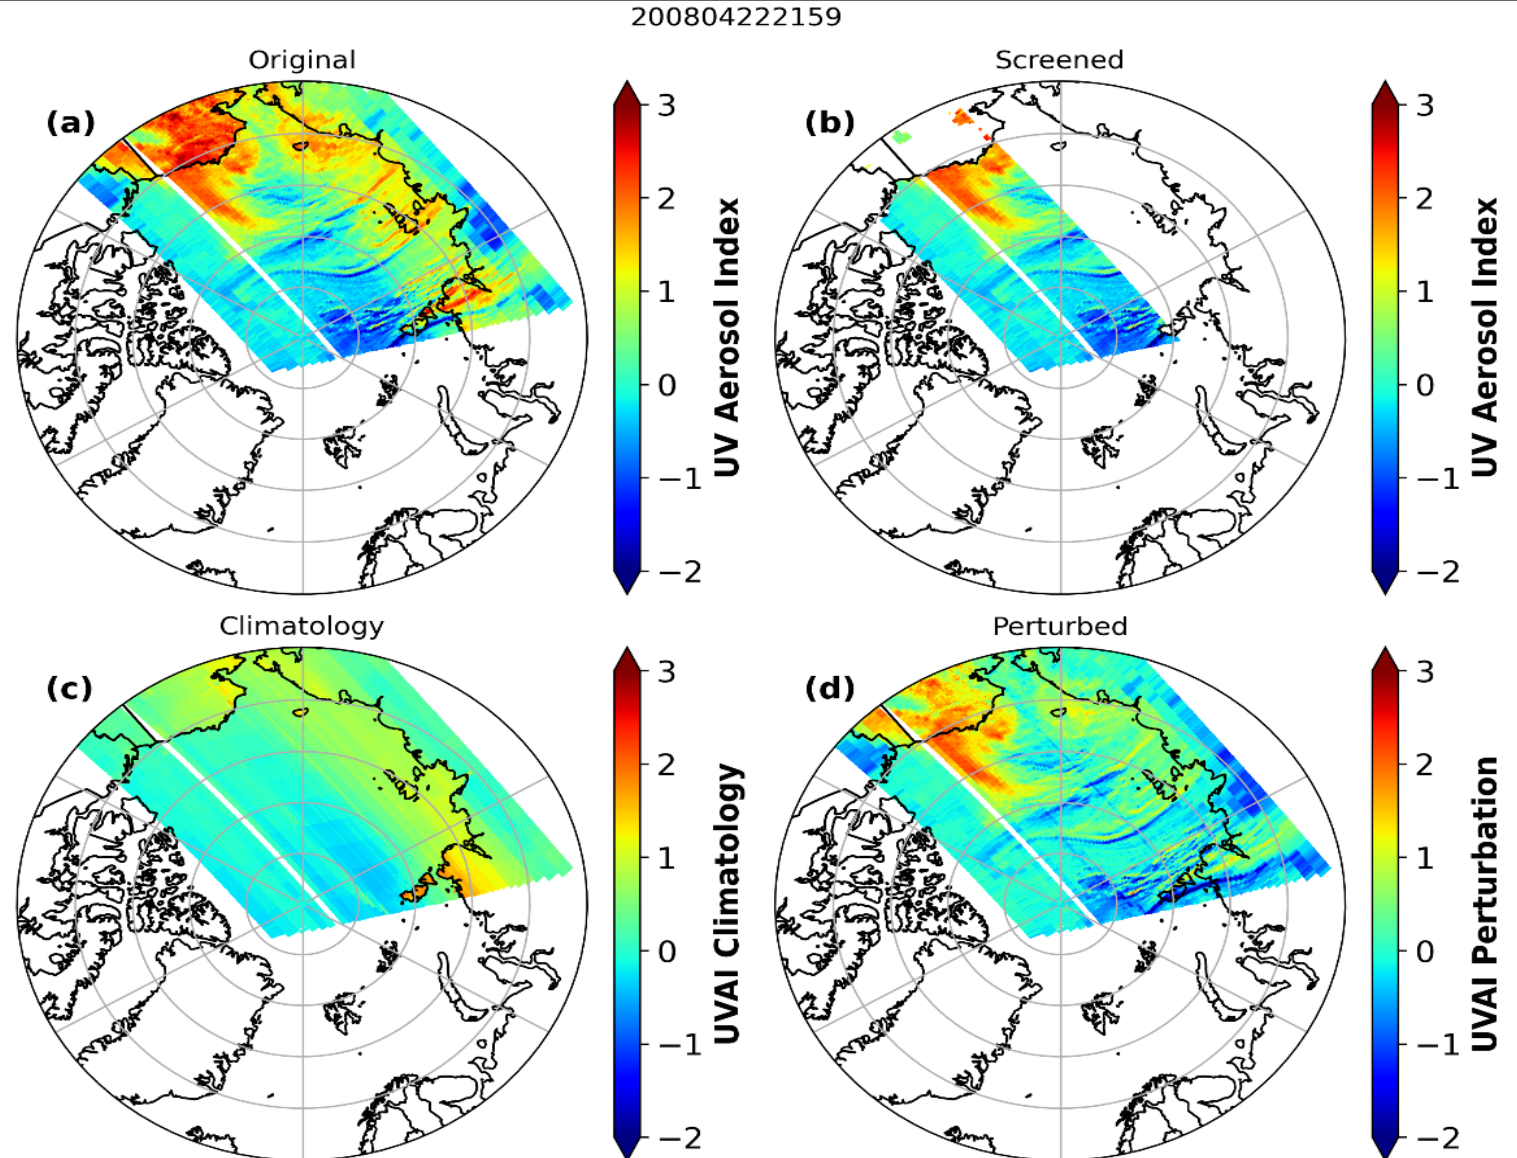 200804222159
Original
Screened
(a)
3
2
1
0
−1
−2
UV Aerosol Index
(b)
3
2
1
0
−1
−2
UV Aerosol Index
Climatology
Perturbed
(c)
3
2
1
0
−1
−2
UVAI Climatology
(d)
3
2
1
0
−1
−2
UVAI Perturbation